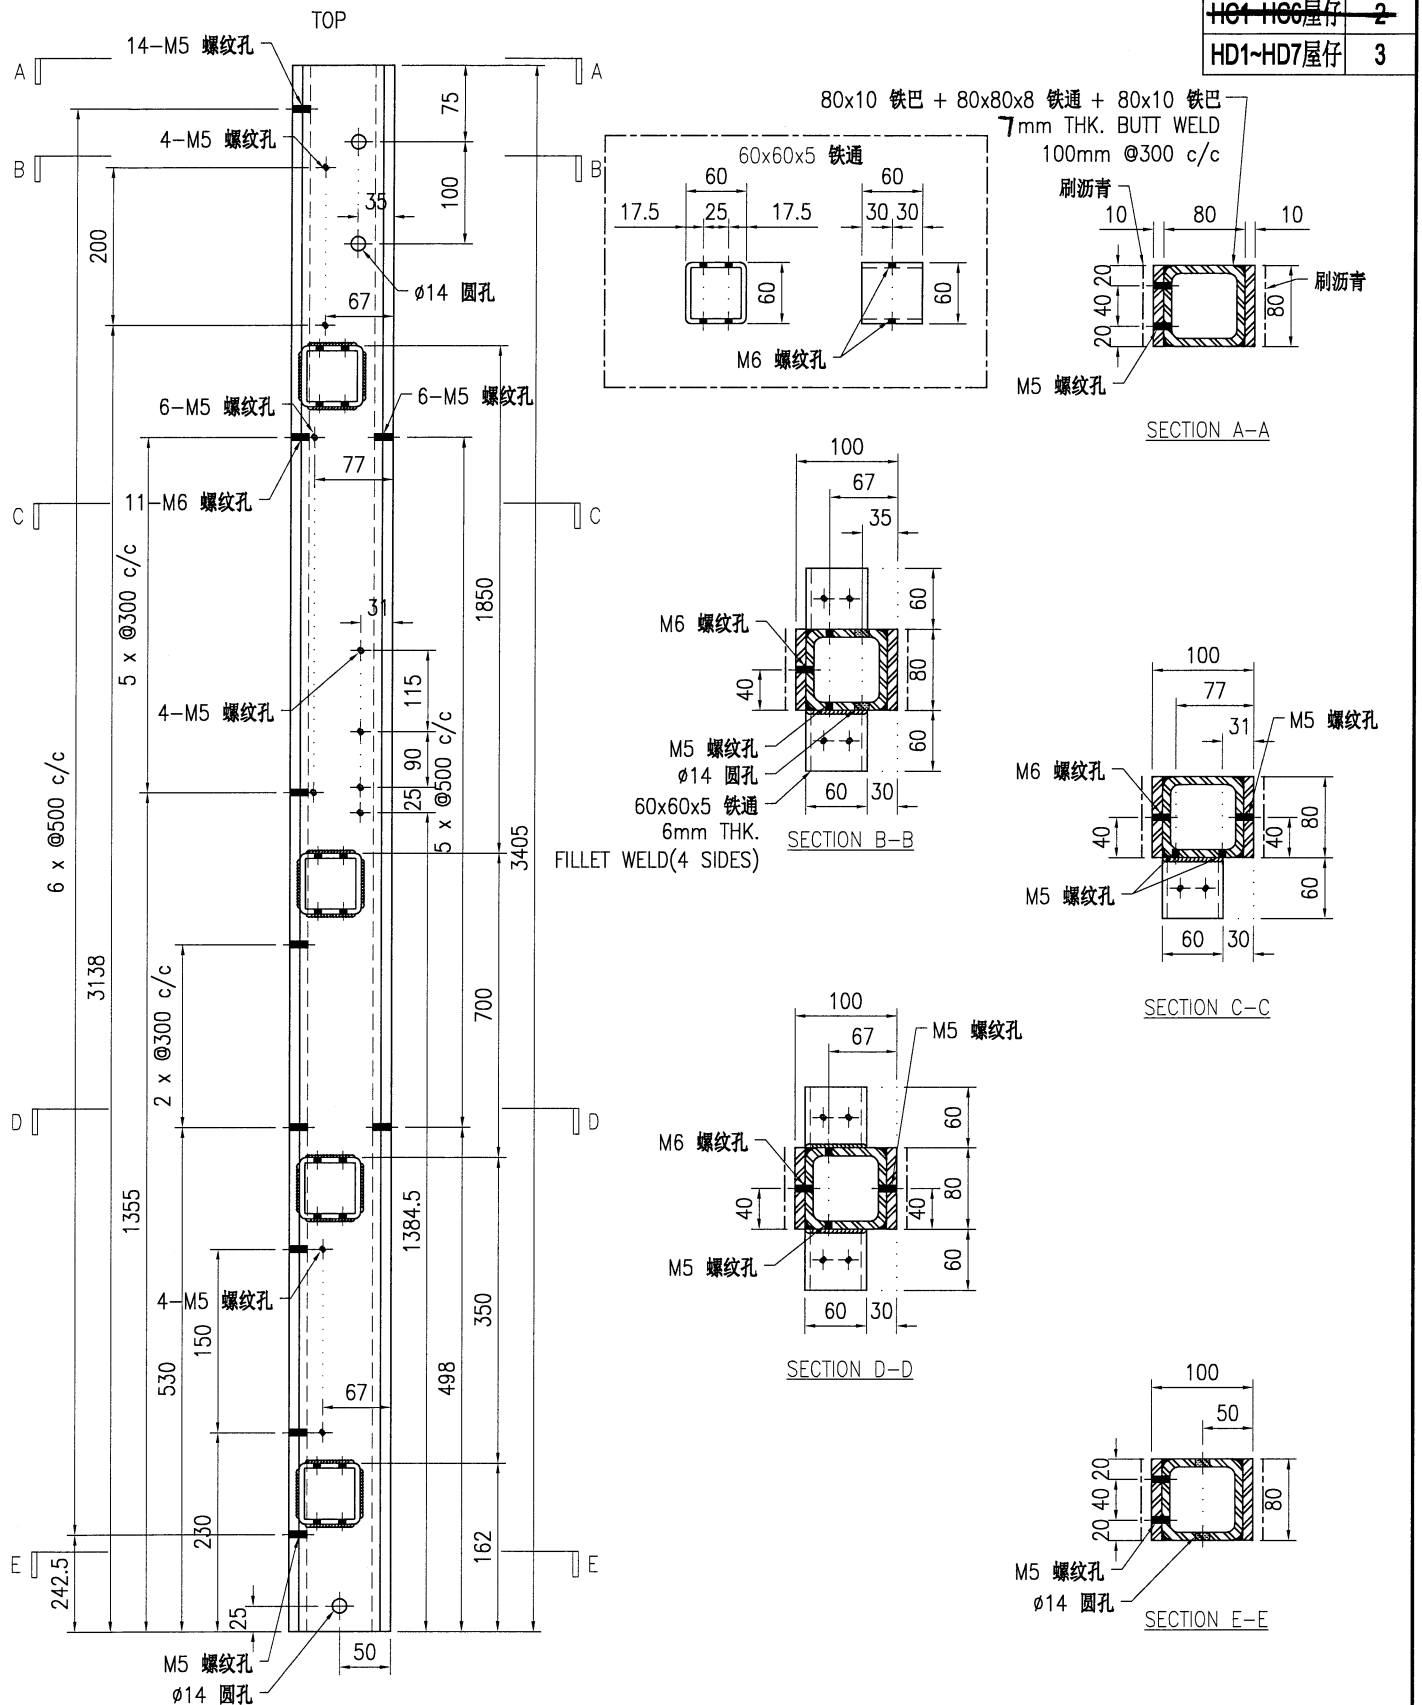 HC1-HC6屋仔 2
HD1~HD7屋仔 3
TOP
14-M5 螺纹孔
A
A
75
4-M5 螺纹孔
B
B
35
100
200
ø14 圆孔
67
6-M5 螺纹孔
6-M5 螺纹孔
77
11-M6 螺纹孔
C
C
5 x @300 c/c
1850
31
115
4-M5 螺纹孔
90
25
5 x @500 c/c
6 x @500 c/c
3405
3138
2 x @300 c/c
700
D
D
1355
1384.5
4-M5 螺纹孔
150
350
530
498
67
230
162
E
E
242.5
25
50
M5 螺纹孔
ø14 圆孔
80x10 铁巴 + 80x80x8 铁通 + 80x10 铁巴
7mm THK. BUTT WELD
100mm @300 c/c
60x60x5 铁通
60
60
17.5
25
17.5
30
30
60
60
M6 螺纹孔
刷沥青
10
80
10
20
40
20
80
刷沥青
M5 螺纹孔
SECTION A-A
100
67
35
60
M6 螺纹孔
40
80
M5 螺纹孔
ø14 圆孔
60
60x60x5 铁通
60
30
6mm THK.
FILLET WELD(4 SIDES)
SECTION B-B
100
77
31
M5 螺纹孔
M6 螺纹孔
40
40
80
M5 螺纹孔
60
60
30
SECTION C-C
100
67
M5 螺纹孔
60
M6 螺纹孔
40
40
80
M5 螺纹孔
60
60
30
SECTION D-D
100
50
20
40
20
80
M5 螺纹孔
ø14 圆孔
SECTION E-E